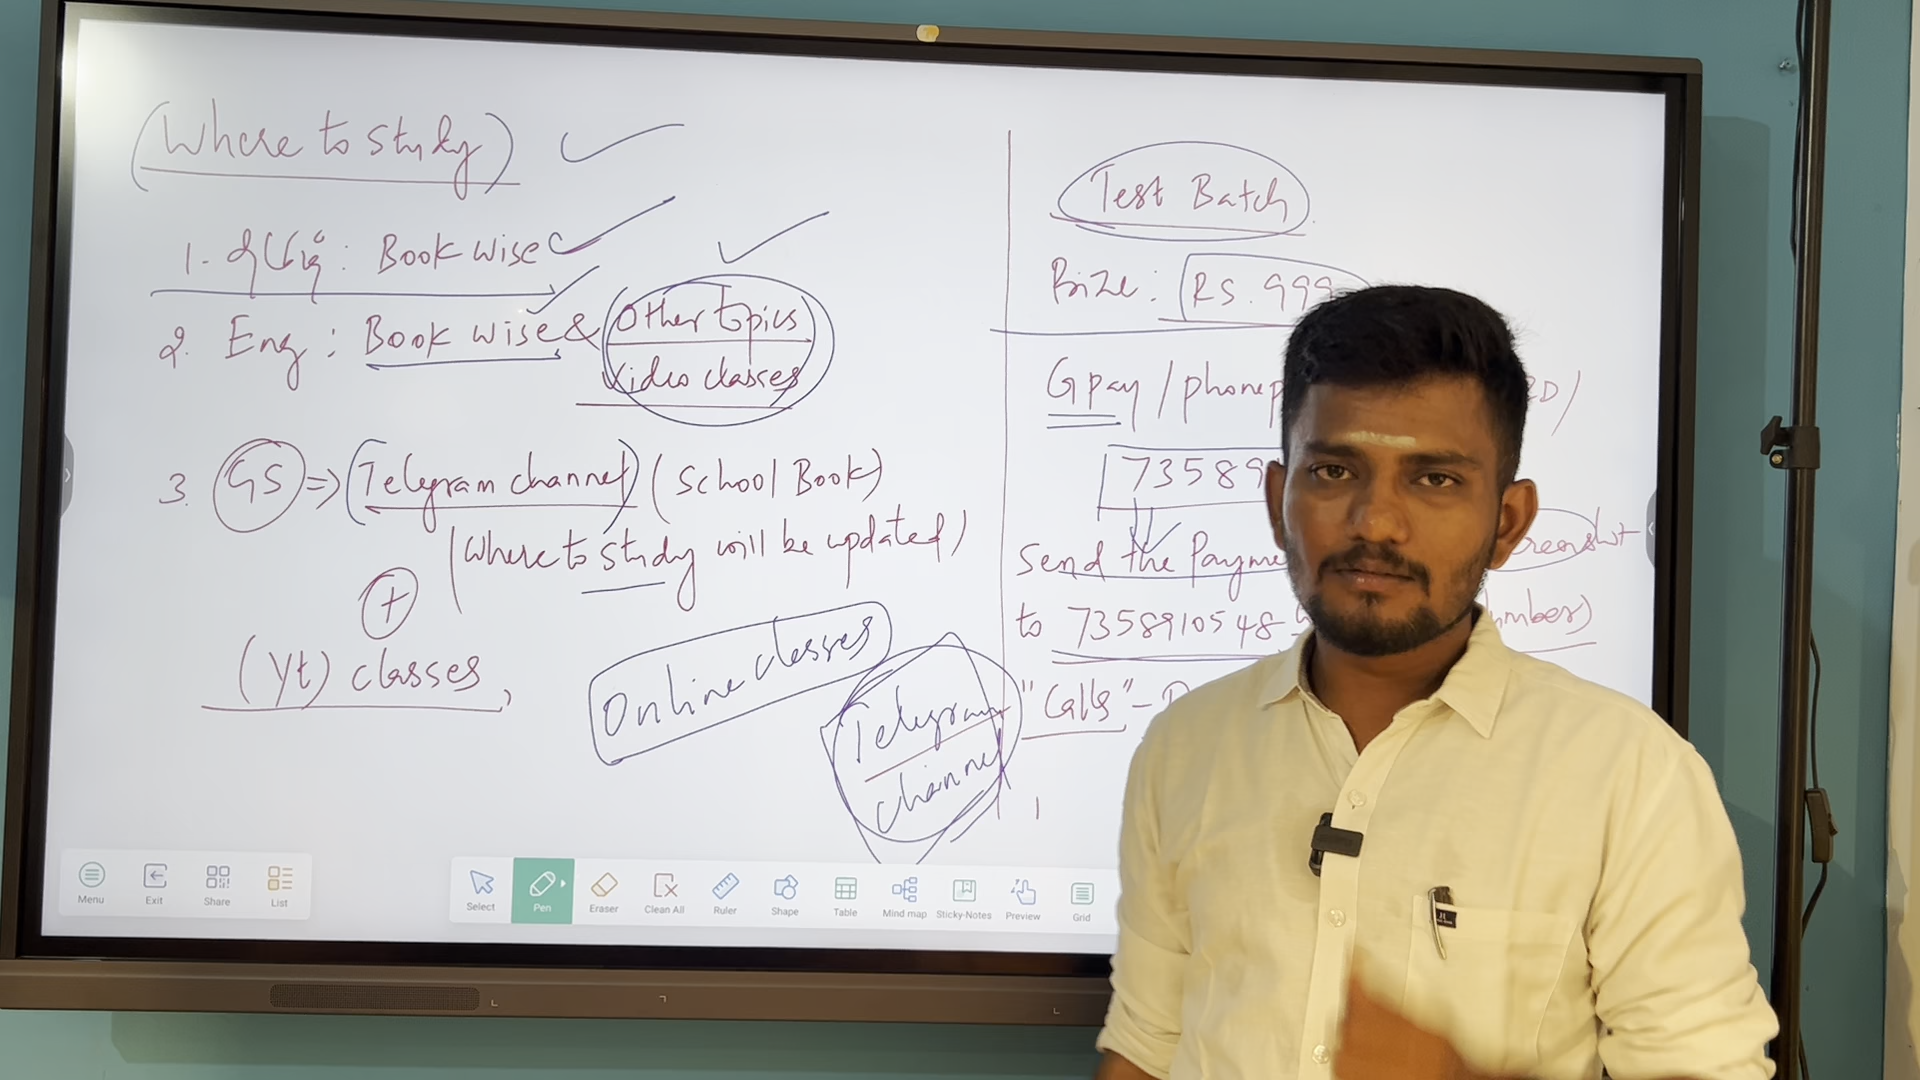 (Where to study)
1. தமிழ் : Book wise
2. Eng : Book wise & (Other topics
Video classes
3. GS => (Telegram channel) (School Book)
(Where to study will be updated)
+
(Yt) classes,
Online classes
Telegram channel
Test Batch
Prize : RS. 999
Gpay / phonep
73589
Send the Payme
to 7358910548
"Calls" -
Menu Exit Share List
Select Pen Eraser Clean All Ruler Shape Table Mind map Sticky-Notes Preview Grid